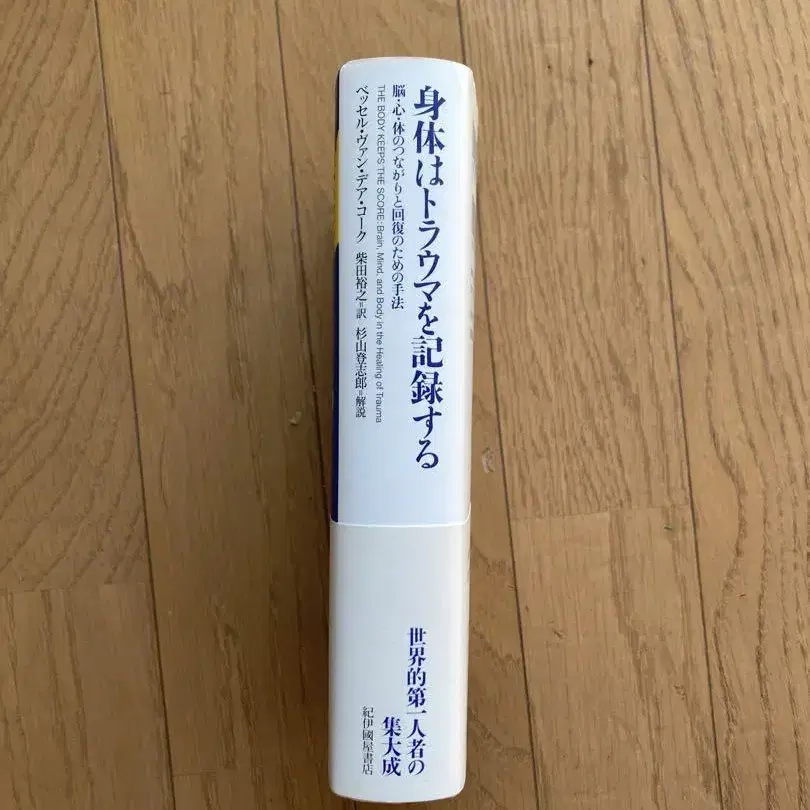 身体はトラウマを記録する
脳・心・体のつながりと回復のための手法
THE BODY KEEPS THE SCORE: Brain, Mind, and Body in the Healing of Trauma
ベッセル・ヴァン・デア・コーク 柴田裕之=訳 杉山登志郎=解説
世界的第一人者の
集大成
紀伊國屋書店